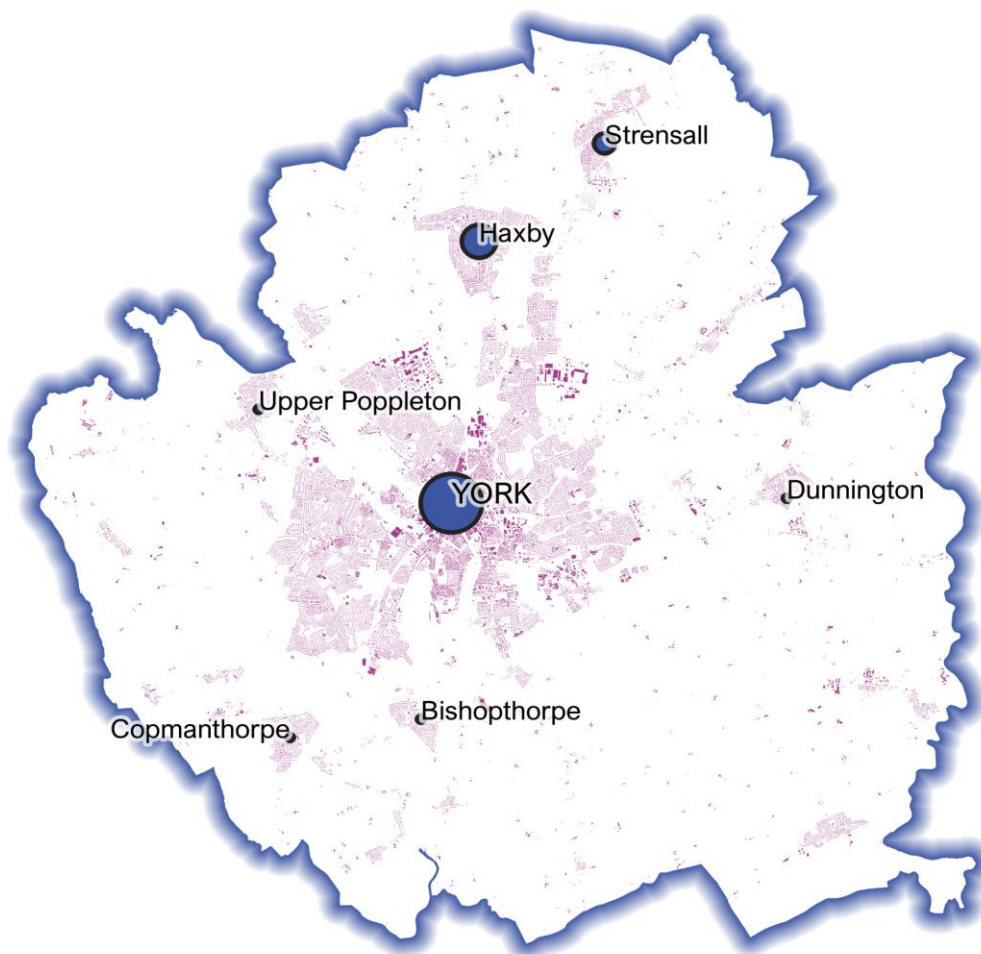 Strensall
Haxby
Upper Poppleton
YORK
Dunnington
Bishopthorpe
Copmanthorpe